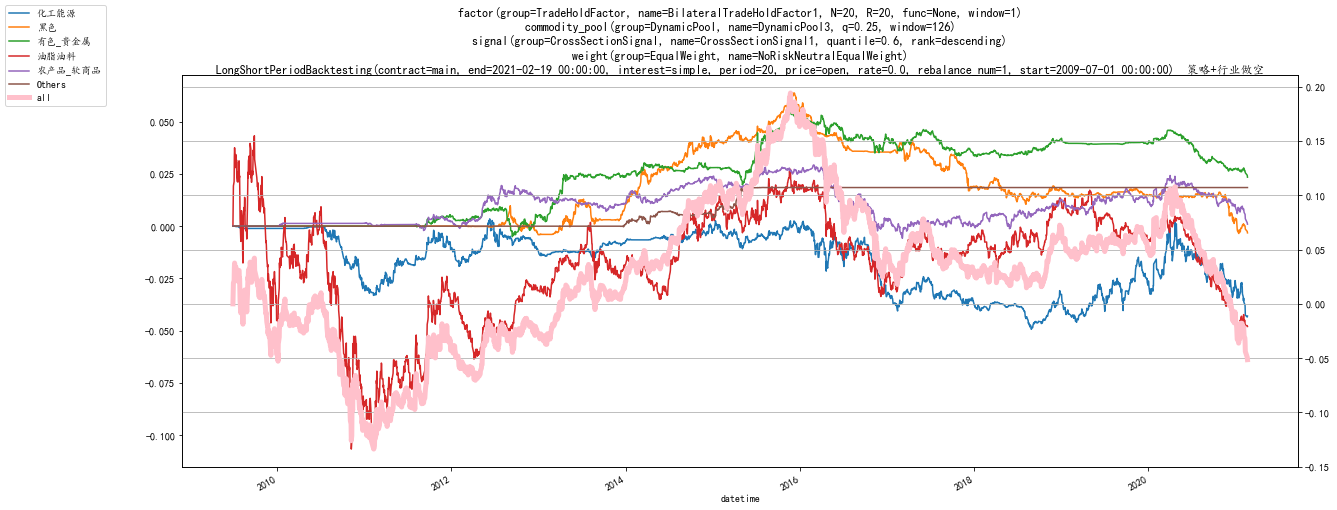 化工能源
黑色
有色_贵金属
油脂油料
农产品_软商品
Others
all
factor(group=TradeHoldFactor, name=BilateralTradeHoldFactor1, N=20, R=20, func=None, window=1)
commodity_pool(group=DynamicPool, name=DynamicPool3, q=0.25, window=126)
signal(group=CrossSectionSignal, name=CrossSectionSignal1, quantile=0.6, rank=descending)
weight(group=EqualWeight, name=NoRiskNeutralEqualWeight)
LongShortPeriodBacktesting(contract=main, end=2021-02-19 00:00:00, interest=simple, period=20, price=open, rate=0.0, rebalance_num=1, start=2009-07-01 00:00:00) 策略+行业做空
0.050
0.025
0.000
-0.025
-0.050
-0.075
-0.100
0.20
0.15
0.10
0.05
0.00
-0.05
-0.10
-0.15
2010
2012
2014
2016
2018
2020
datetime